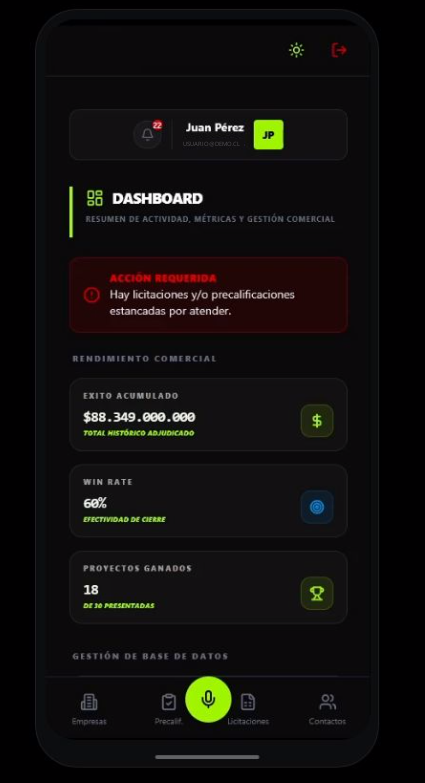 22
Juan Pérez
USUARIO@DEMO.CL
JP
DASHBOARD
RESUMEN DE ACTIVIDAD, MÉTRICAS Y GESTIÓN COMERCIAL
ACCIÓN REQUERIDA
Hay licitaciones y/o precalificaciones
estancadas por atender.
RENDIMIENTO COMERCIAL
EXITO ACUMULADO
$88.349.000.000
TOTAL HISTÓRICO ADJUDICADO
WIN RATE
60%
EFECTIVIDAD DE CIERRE
PROYECTOS GANADOS
18
DE 30 PRESENTADAS
GESTIÓN DE BASE DE DATOS
Empresas
Precalif.
Licitaciones
Contactos